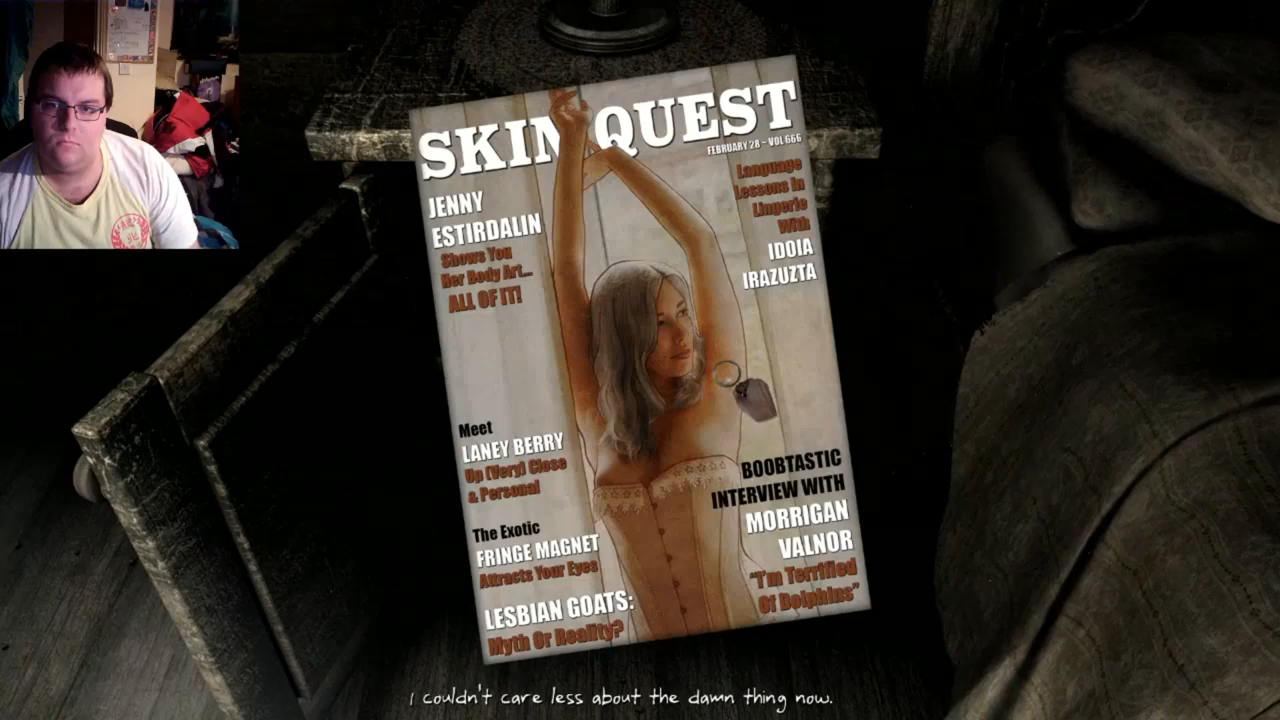 SKIN QUEST
FEBRUARY 28 - VOL 666
JENNY
ESTIRDALIN
Shows You
Her Body Art...
ALL OF IT!
Language
Lessons in
Lingerie
With
IDOIA
IRAZUZTA
Meet
LANEY BERRY
Up (Very) Close
& Personal
The Exotic
FRINGE MAGNET
Attracts Your Eyes
LESBIAN GOATS:
Myth Or Reality?
BOOBTASTIC
INTERVIEW WITH
MORRIGAN
VALNOR
"I'm Terrified
Of Dolphins"
I couldn't care less about the damn thing now.